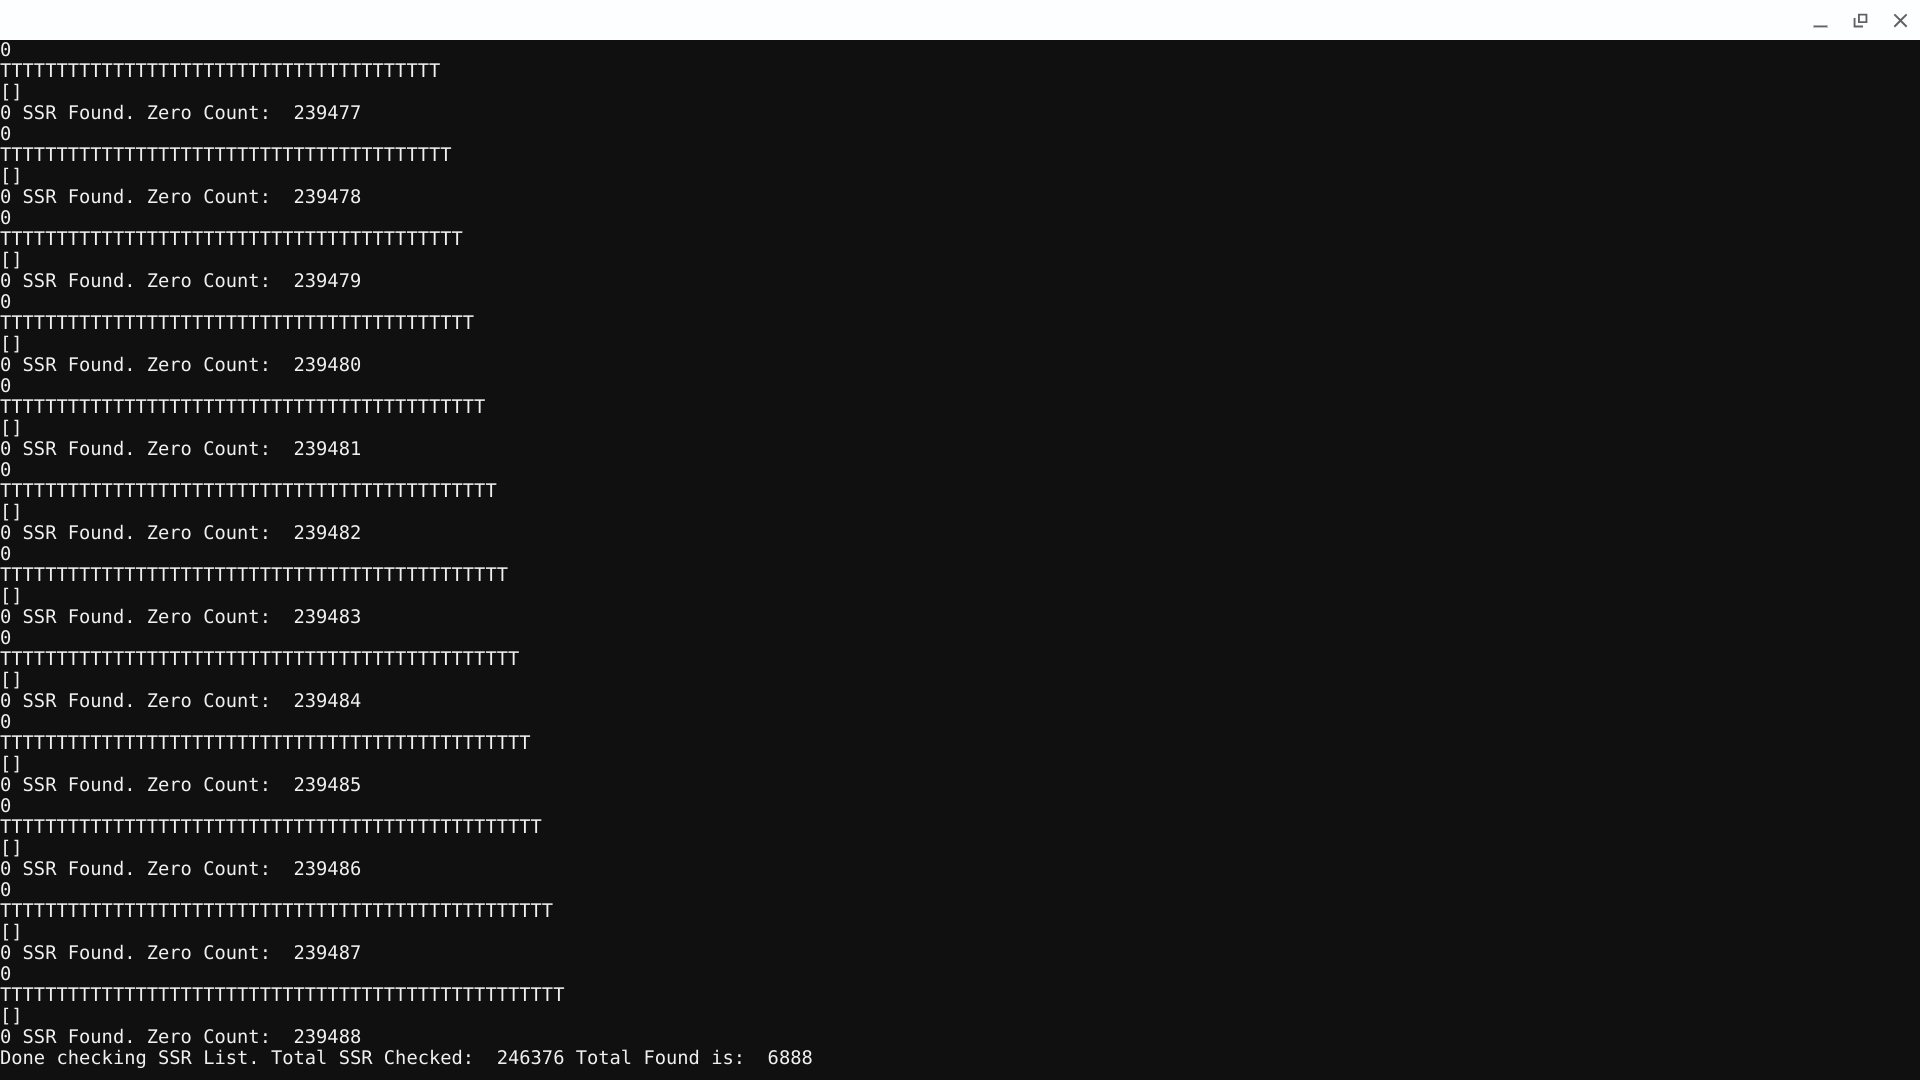 0
TTTTTTTTTTTTTTTTTTTTTTTTTTTTTTTTTTTTTTT
[]
0 SSR Found. Zero Count:  239477
0
TTTTTTTTTTTTTTTTTTTTTTTTTTTTTTTTTTTTTTTT
[]
0 SSR Found. Zero Count:  239478
0
TTTTTTTTTTTTTTTTTTTTTTTTTTTTTTTTTTTTTTTTT
[]
0 SSR Found. Zero Count:  239479
0
TTTTTTTTTTTTTTTTTTTTTTTTTTTTTTTTTTTTTTTTTT
[]
0 SSR Found. Zero Count:  239480
0
TTTTTTTTTTTTTTTTTTTTTTTTTTTTTTTTTTTTTTTTTTT
[]
0 SSR Found. Zero Count:  239481
0
TTTTTTTTTTTTTTTTTTTTTTTTTTTTTTTTTTTTTTTTTTTT
[]
0 SSR Found. Zero Count:  239482
0
TTTTTTTTTTTTTTTTTTTTTTTTTTTTTTTTTTTTTTTTTTTTT
[]
0 SSR Found. Zero Count:  239483
0
TTTTTTTTTTTTTTTTTTTTTTTTTTTTTTTTTTTTTTTTTTTTTT
[]
0 SSR Found. Zero Count:  239484
0
TTTTTTTTTTTTTTTTTTTTTTTTTTTTTTTTTTTTTTTTTTTTTTT
[]
0 SSR Found. Zero Count:  239485
0
TTTTTTTTTTTTTTTTTTTTTTTTTTTTTTTTTTTTTTTTTTTTTTTT
[]
0 SSR Found. Zero Count:  239486
0
TTTTTTTTTTTTTTTTTTTTTTTTTTTTTTTTTTTTTTTTTTTTTTTTT
[]
0 SSR Found. Zero Count:  239487
0
TTTTTTTTTTTTTTTTTTTTTTTTTTTTTTTTTTTTTTTTTTTTTTTTTT
[]
0 SSR Found. Zero Count:  239488
Done checking SSR List. Total SSR Checked:  246376 Total Found is:  6888